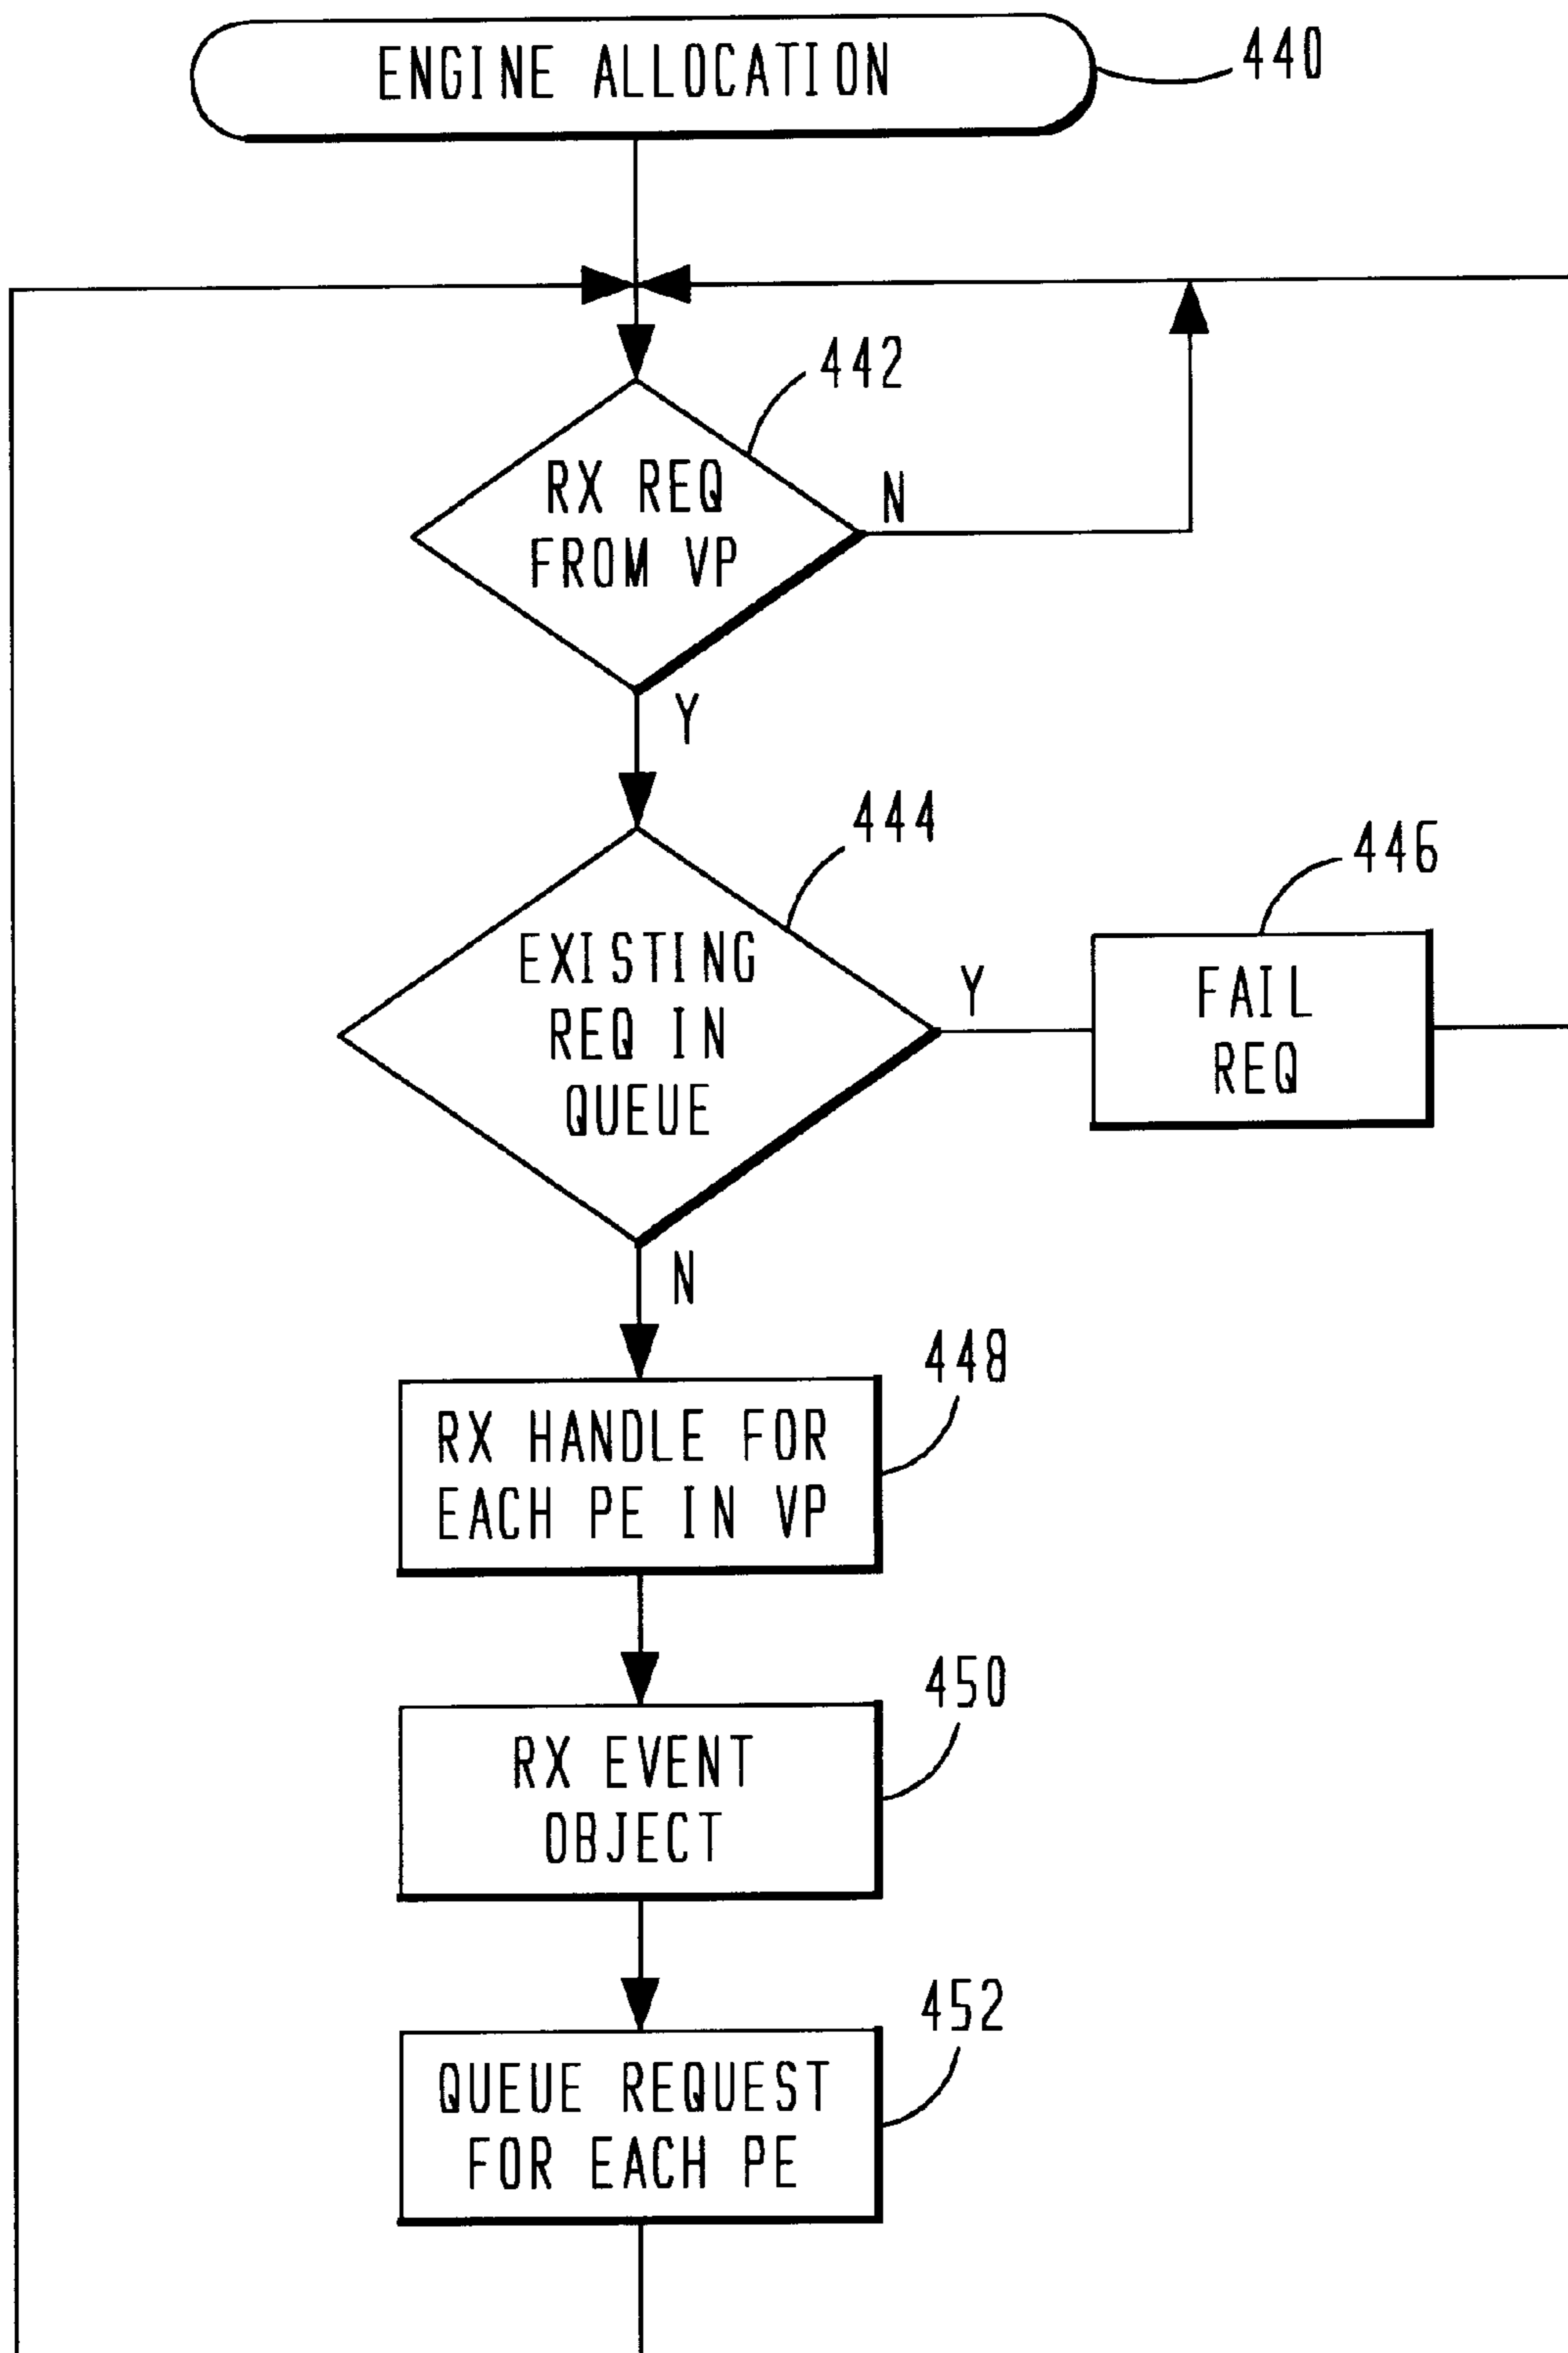 ENGINE ALLOCATION
440
442
RX REQ
FROM VP
N
Y
444
446
EXISTING
REQ IN
QUEUE
Y
FAIL
REQ
N
448
RX HANDLE FOR
EACH PE IN VP
450
RX EVENT
OBJECT
452
QUEUE REQUEST
FOR EACH PE